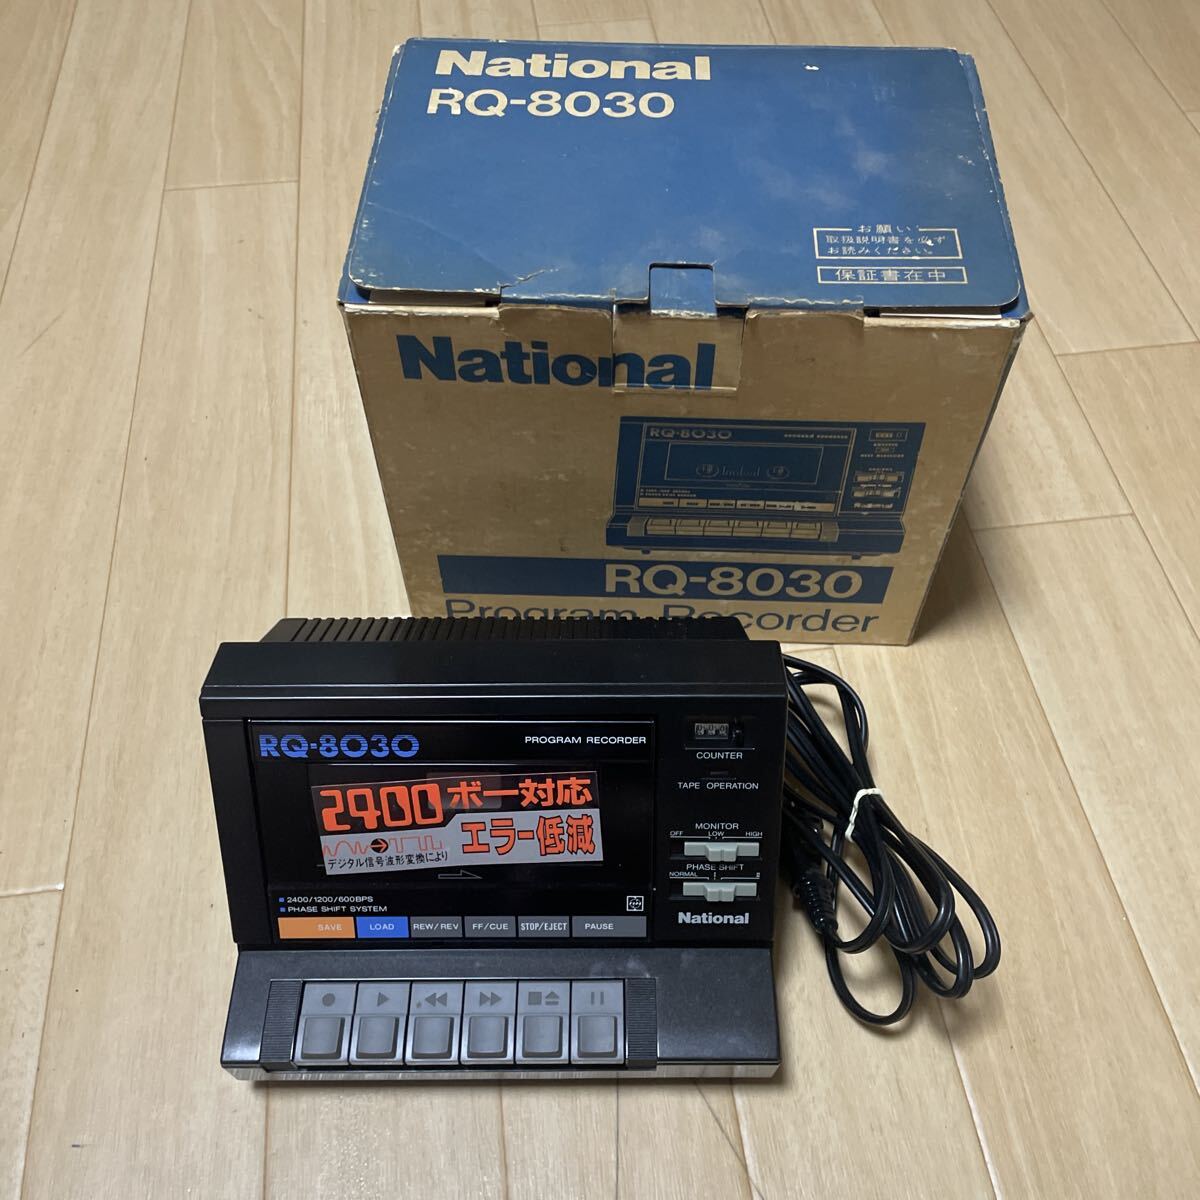 National
RQ-8030
お願い
取扱説明書を必ず
お読みください。
保証書在中
National
RQ-8030
National
RQ-8030
Program Recorder
RQ-8030
PROGRAM RECORDER
2400ボー対応
エラー低減
デジタル信号波形変換により
2400/1200/600BPS
PHASE SHIFT SYSTEM
SAVE
LOAD
REW/REV
FF/CUE
STOP/EJECT
PAUSE
COUNTER
TAPE OPERATION
MONITOR
OFF LOW HIGH
PHASE SHIFT
NORMAL I II
National